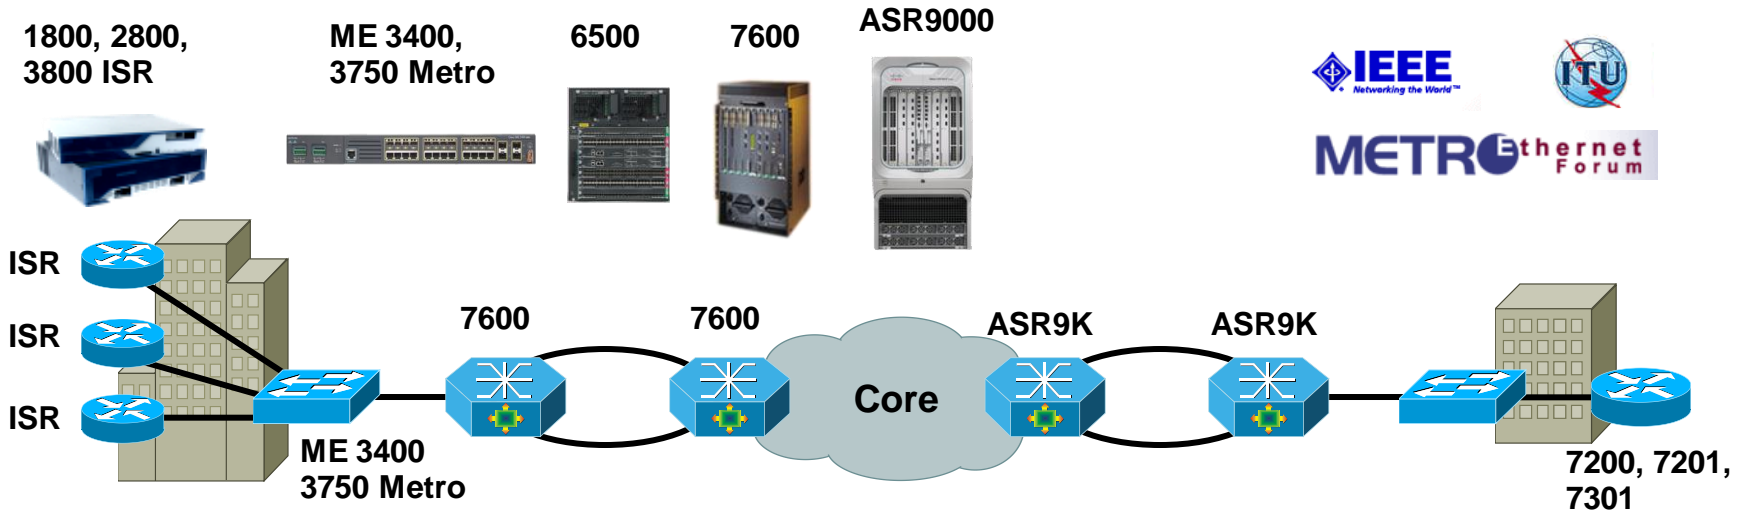 1800, 2800,
3800 ISR
ME 3400,
3750 Metro
6500
7600
ASR9000
IEEE
Networking the World™
ITU
METRO Ethernet
Forum
ISR
ISR
ISR
ME 3400
3750 Metro
7600
7600
Core
ASR9K
ASR9K
7200, 7201,
7301